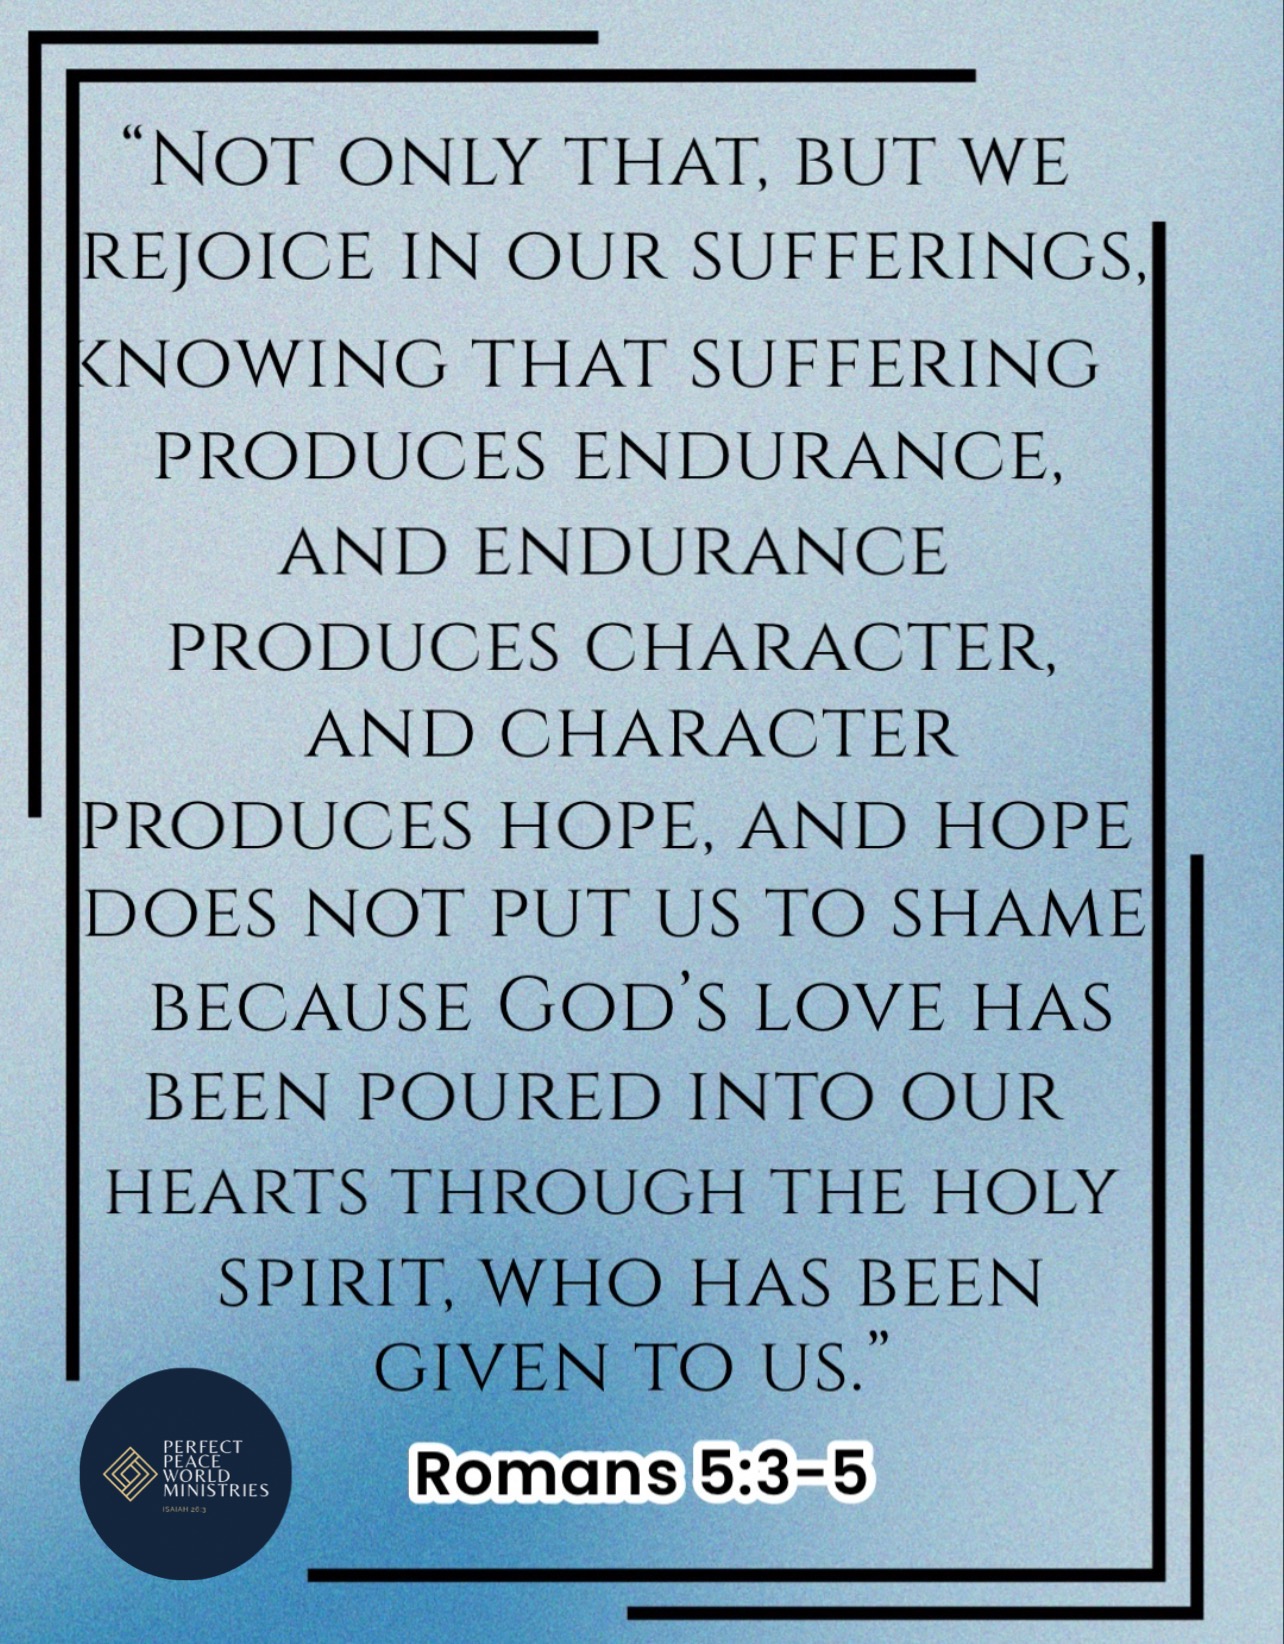 “Not only that, but we
rejoice in our sufferings,
knowing that suffering
produces endurance,
and endurance
produces character,
and character
produces hope, and hope
does not put us to shame
because God’s love has
been poured into our
hearts through the holy
spirit, who has been
given to us.”
Romans 5:3-5
PERFECT
PEACE
WORLD
MINISTRIES
ISAIAH 26:3